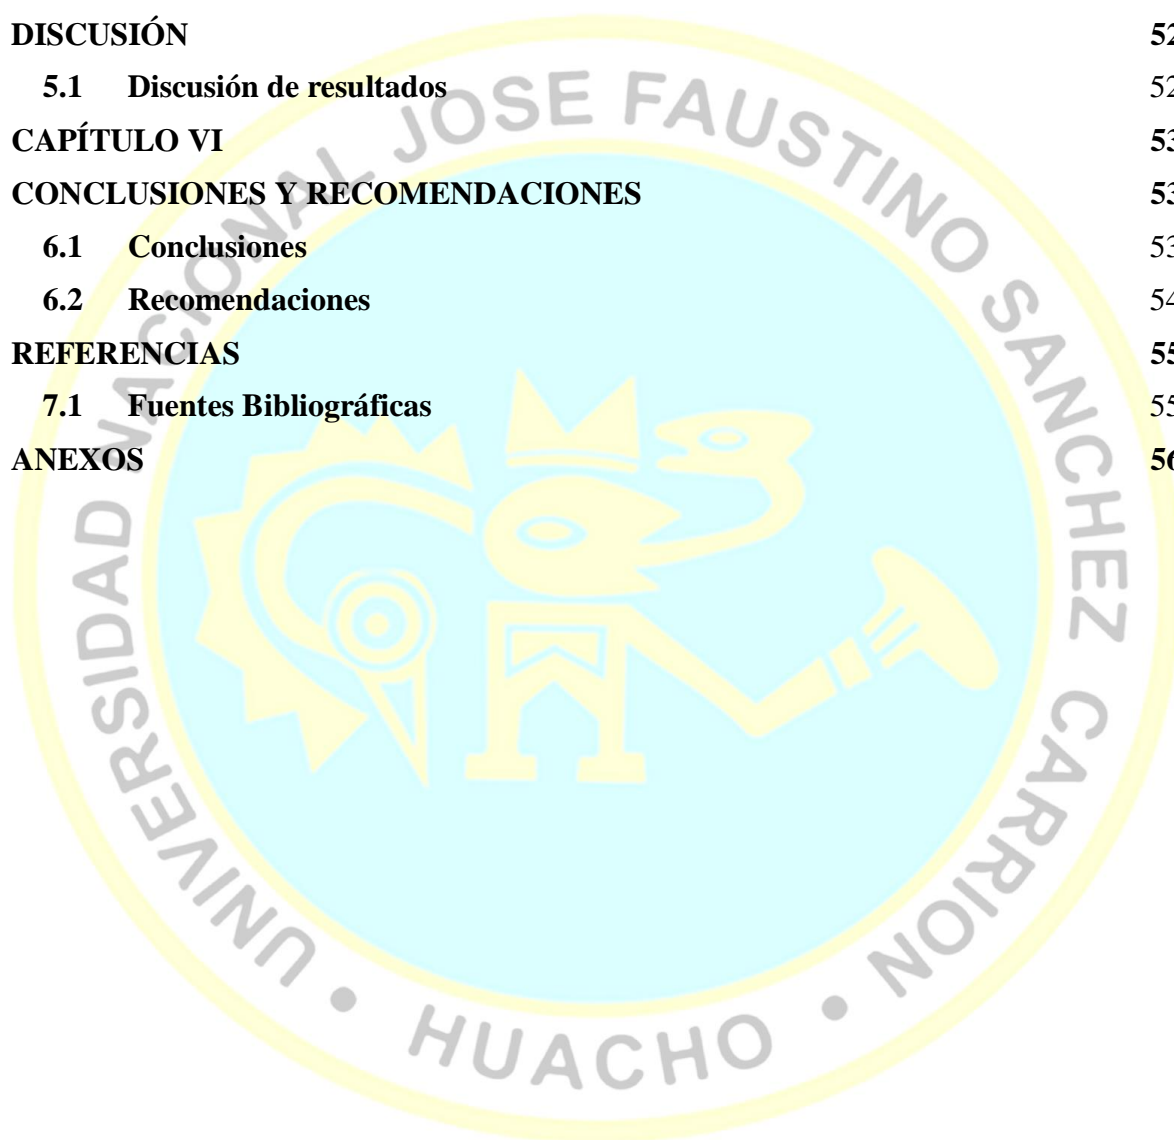 DISCUSIÓN 52
5.1 Discusión de resultados 52
CAPÍTULO VI 53
CONCLUSIONES Y RECOMENDACIONES 53
6.1 Conclusiones 53
6.2 Recomendaciones 54
REFERENCIAS 55
7.1 Fuentes Bibliográficas 55
ANEXOS 56
UNIVERSIDAD NACIONAL JOSE FAUSTINO SANCHEZ CARRION • HUACHO •